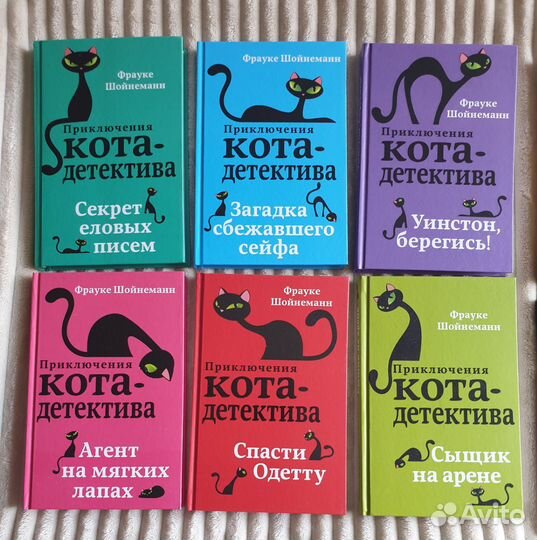 Фрауке
Шойнеманн
Приключения
кота-
детектива
Секрет
еловых
писем
Фрауке Шойнеманн
Приключения
кота-
детектива
Загадка
сбежавшего
сейфа
Фрауке
Шойнеманн
Приключения
кота-
детектива
Уинстон,
берегись!
Фрауке Шойнеманн
Приключения
кота-
детектива
Агент
на мягких
лапах
Фрауке
Шойнеманн
Приключения
кота-
детектива
Спасти
Одетту
Фрауке
Шойнеманн
Приключения
кота-
детектива
Сыщик
на арене
Avito